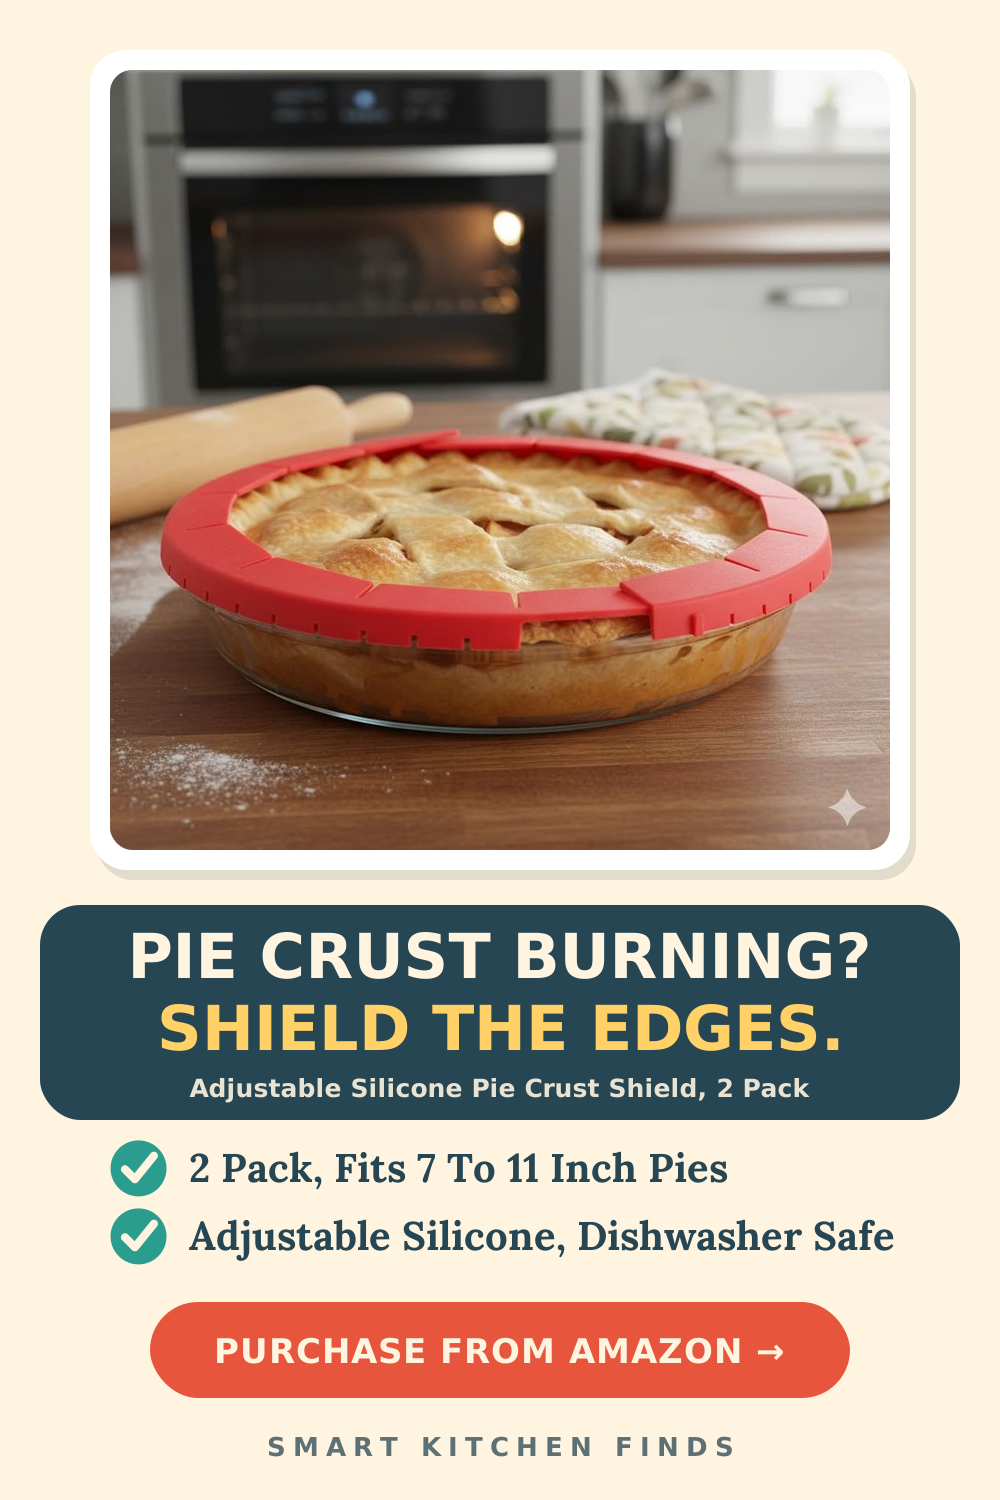 PIE CRUST BURNING?
SHIELD THE EDGES.
Adjustable Silicone Pie Crust Shield, 2 Pack
2 Pack, Fits 7 To 11 Inch Pies
Adjustable Silicone, Dishwasher Safe
PURCHASE FROM AMAZON →
SMART KITCHEN FINDS